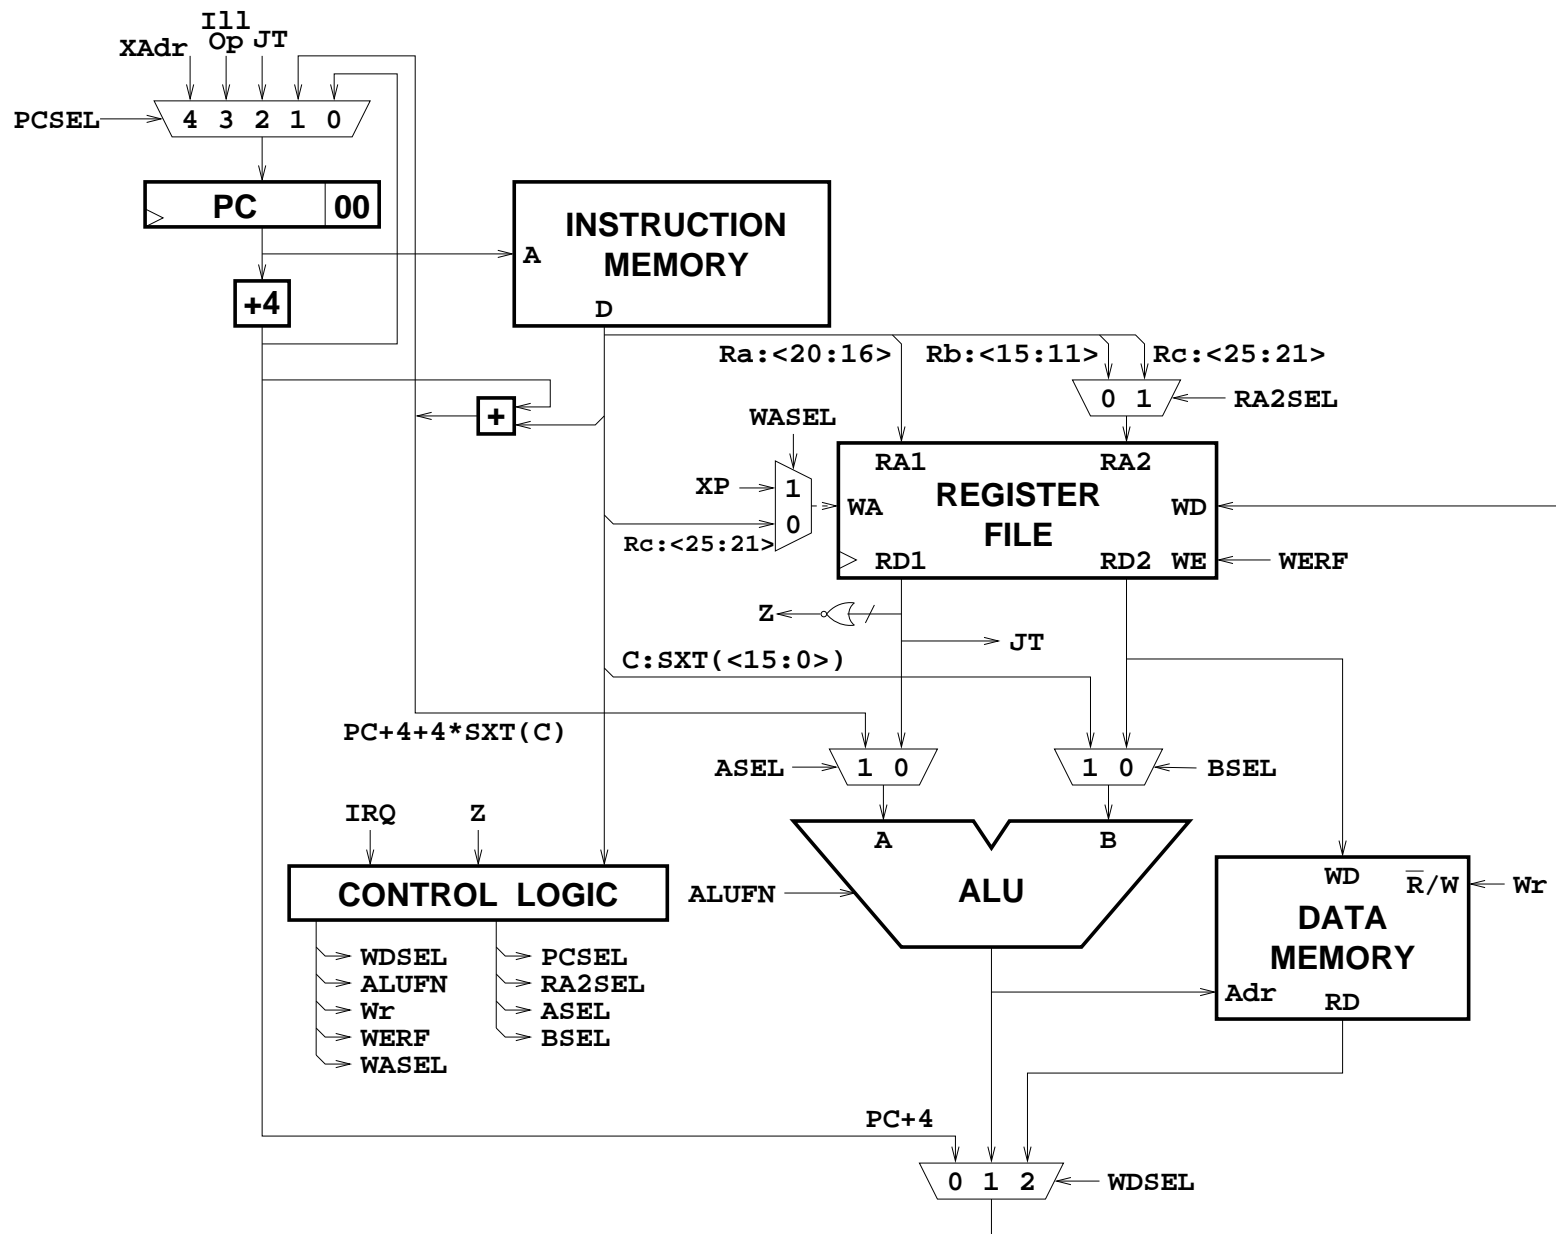 Ill
XAdr Op JT
PCSEL
4 3 2 1 0
PC 00
INSTRUCTION
MEMORY
A
D
+4
Ra:<20:16> Rb:<15:11> Rc:<25:21>
+
0 1
RA2SEL
WASEL
XP
1
0
Rc:<25:21>
RA1 RA2
REGISTER
FILE
WA WD
RD1 RD2 WE
WERF
Z
JT
C:SXT(<15:0>)
PC+4+4*SXT(C)
ASEL
1 0
1 0
BSEL
IRQ Z
A B
ALU
ALUFN
CONTROL LOGIC
WDSEL
ALUFN
Wr
WERF
WASEL
PCSEL
RA2SEL
ASEL
BSEL
WD R̅/W
Wr
DATA
MEMORY
Adr
RD
PC+4
0 1 2
WDSEL